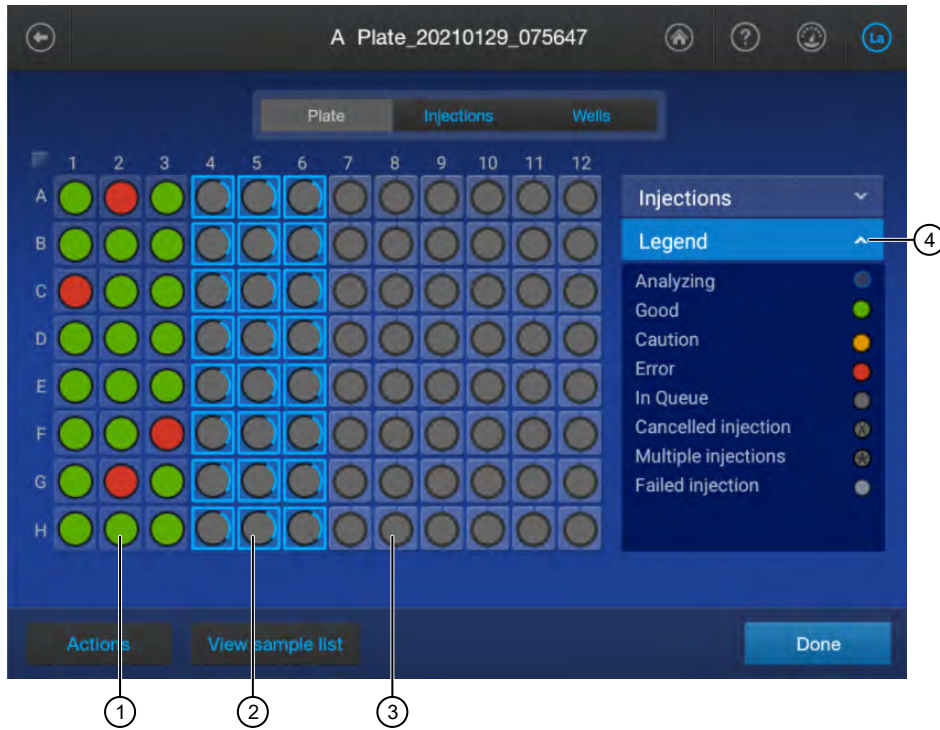 A Plate_20210129_075647
?
La
Plate Injections Wells
1 2 3 4 5 6 7 8 9 10 11 12
A
B
C
D
E
F
G
H
Injections
Legend
Analyzing
Good
Caution
Error
In Queue
Cancelled injection
Multiple injections
Failed injection
4
Actions View sample list Done
1 2 3